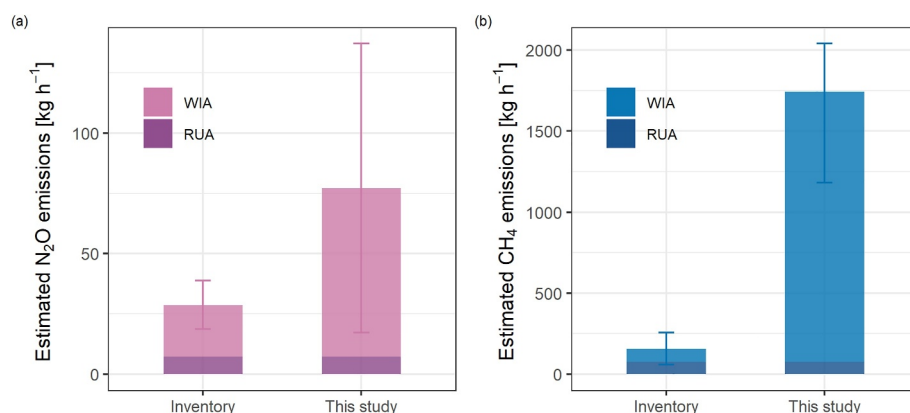 (a)
Estimated N₂O emissions [kg h⁻¹]
100
50
0
WIA
RUA
Inventory
This study
(b)
Estimated CH₄ emissions [kg h⁻¹]
2000
1500
1000
500
0
WIA
RUA
Inventory
This study